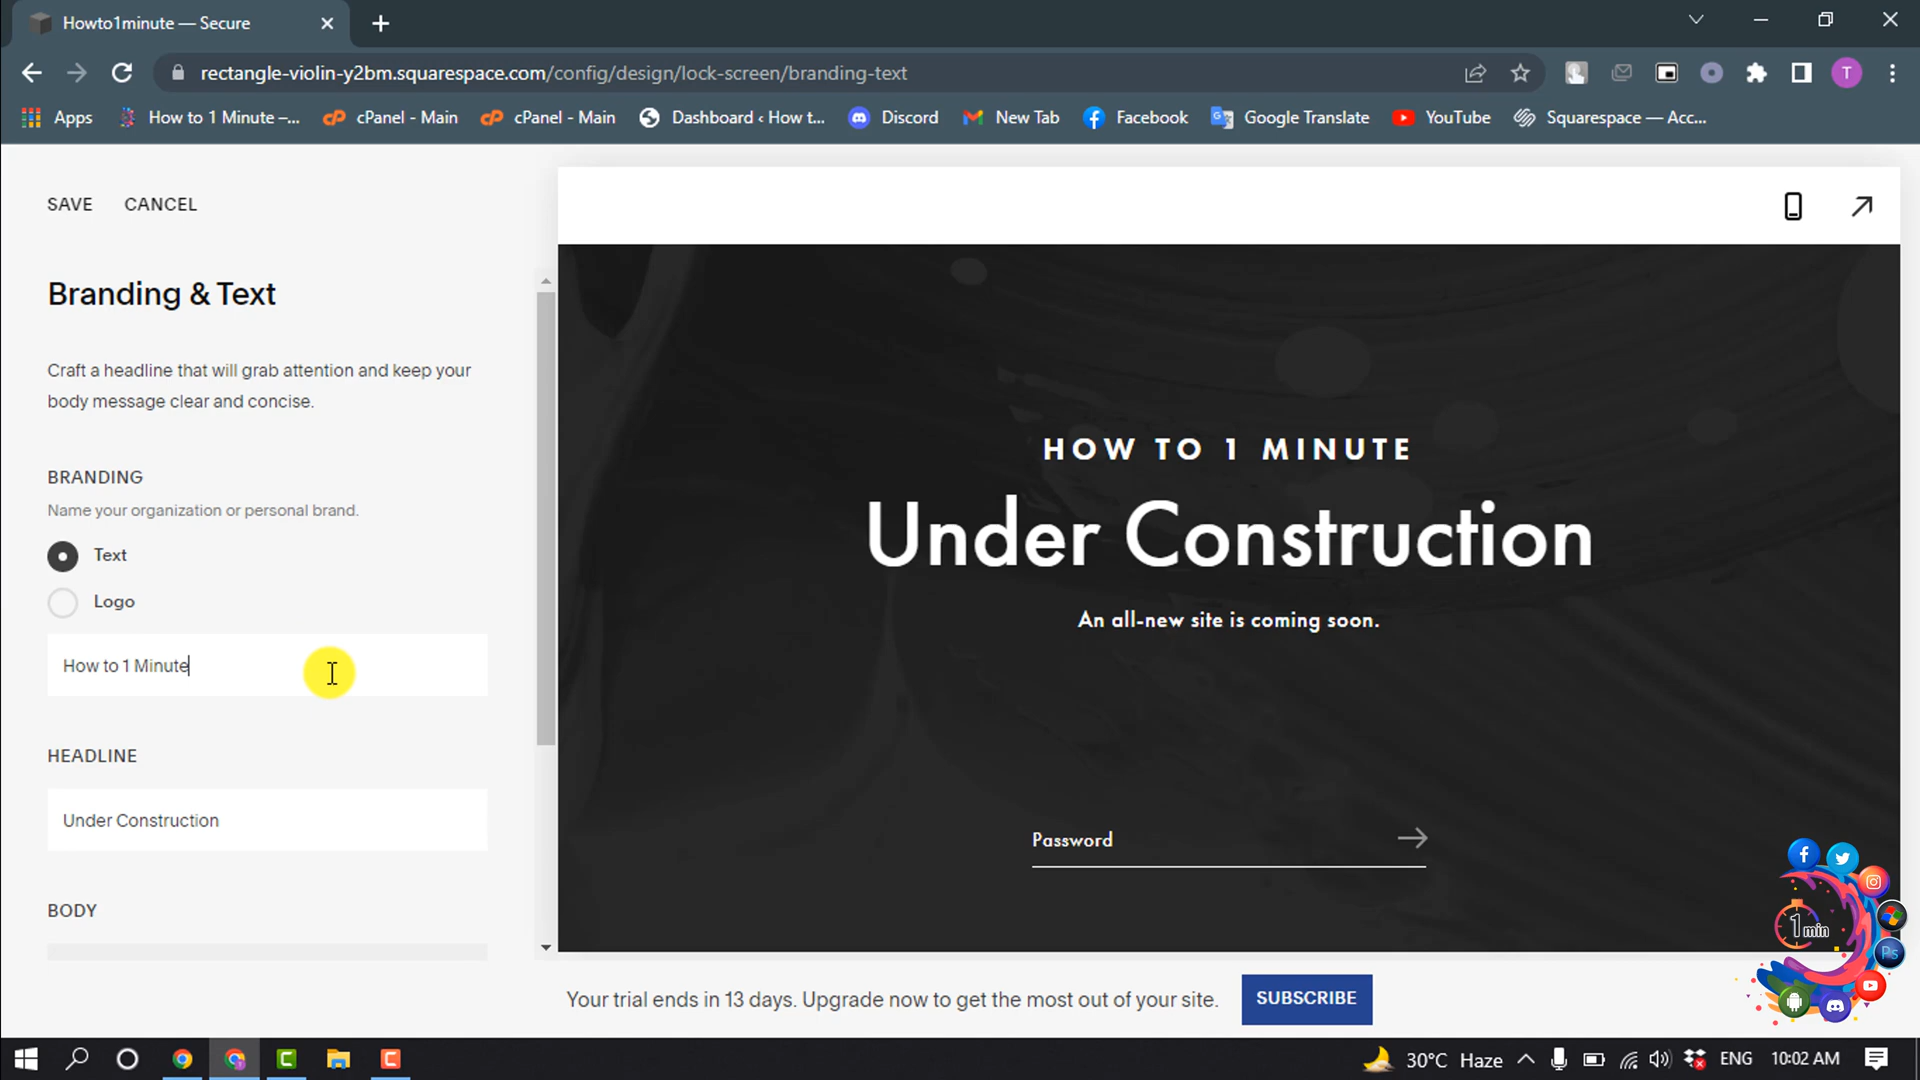 Howto1minute — Secure
rectangle-violin-y2bm.squarespace.com/config/design/lock-screen/branding-text
T
Apps
How to 1 Minute –...
cPanel - Main
cPanel - Main
Dashboard ‹ How t...
Discord
New Tab
Facebook
Google Translate
YouTube
Squarespace — Acc...
SAVE
CANCEL
Branding & Text
Craft a headline that will grab attention and keep your
body message clear and concise.
BRANDING
Name your organization or personal brand.
Text
Logo
How to 1 Minute
HEADLINE
Under Construction
BODY
HOW TO 1 MINUTE
Under Construction
An all-new site is coming soon.
Password
1 min
Ps
Your trial ends in 13 days. Upgrade now to get the most out of your site.
SUBSCRIBE
30°C Haze
ENG
10:02 AM